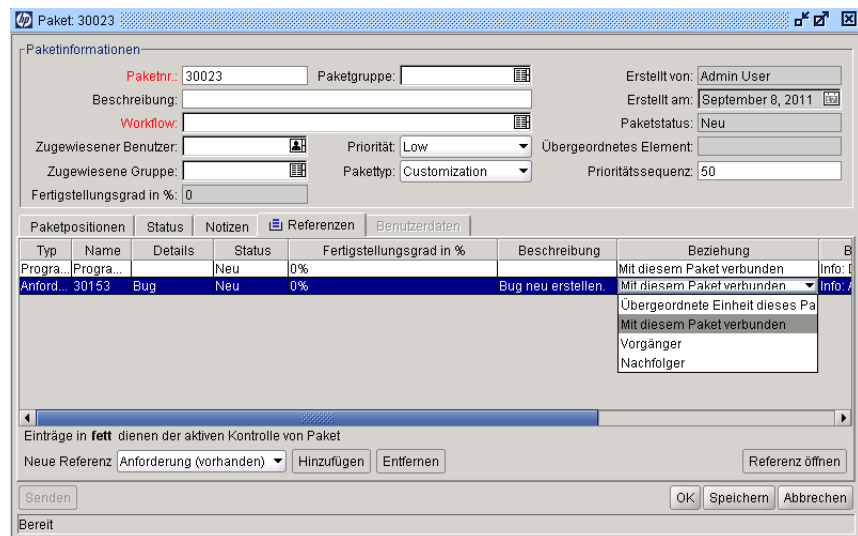 hp Paket: 30023
Paketinformationen
Paketnr.: 30023 Paketgruppe: Erstellt von: Admin User
Beschreibung: Erstellt am: September 8, 2011
Workflow: Paketstatus: Neu
Zugewiesener Benutzer: Priorität: Low Übergeordnetes Element:
Zugewiesene Gruppe: Pakettyp: Customization Prioritätssequenz: 50
Fertigstellungsgrad in %: 0
Paketpositionen Status Notizen Referenzen Benutzerdaten
Typ Name Details Status Fertigstellungsgrad in % Beschreibung Beziehung B
Progra... Progra... Neu 0% Mit diesem Paket verbunden Info:
Anford... 30153 Bug Neu 0% Bug neu erstellen. Mit diesem Paket verbunden Info: A
Übergeordnete Einheit dieses Pa
Mit diesem Paket verbunden
Vorgänger
Nachfolger
Einträge in fett dienen der aktiven Kontrolle von Paket
Neue Referenz Anforderung (vorhanden) Hinzufügen Entfernen Referenz öffnen
Senden OK Speichern Abbrechen
Bereit